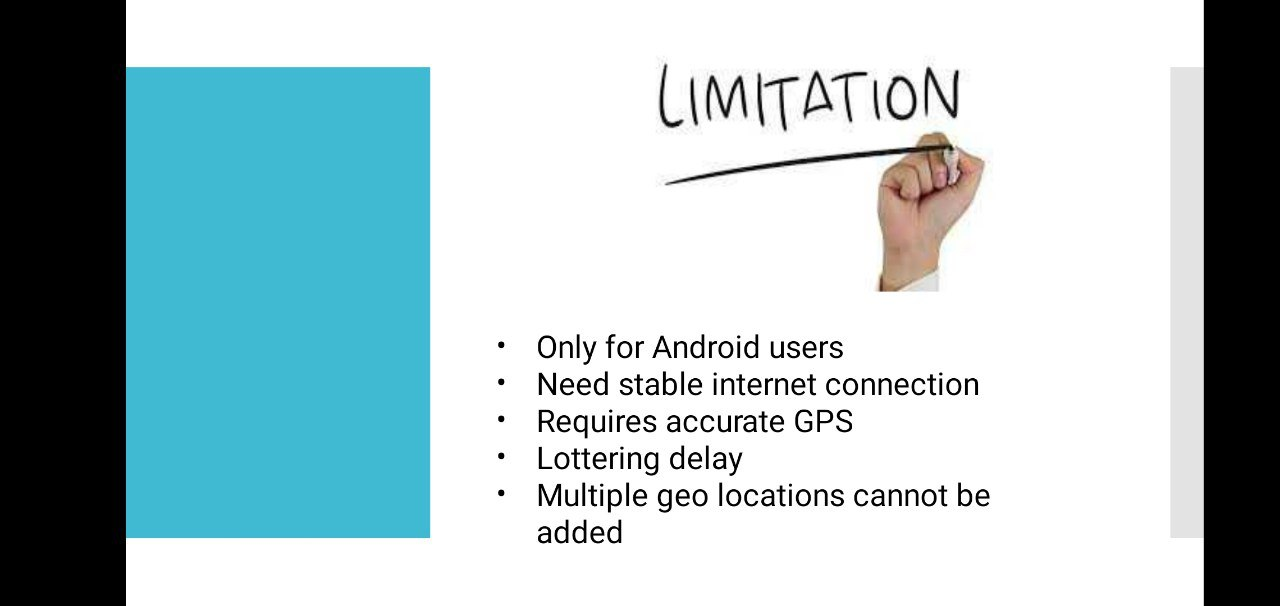 LIMITATION
• Only for Android users
• Need stable internet connection
• Requires accurate GPS
• Lottering delay
• Multiple geo locations cannot be
added